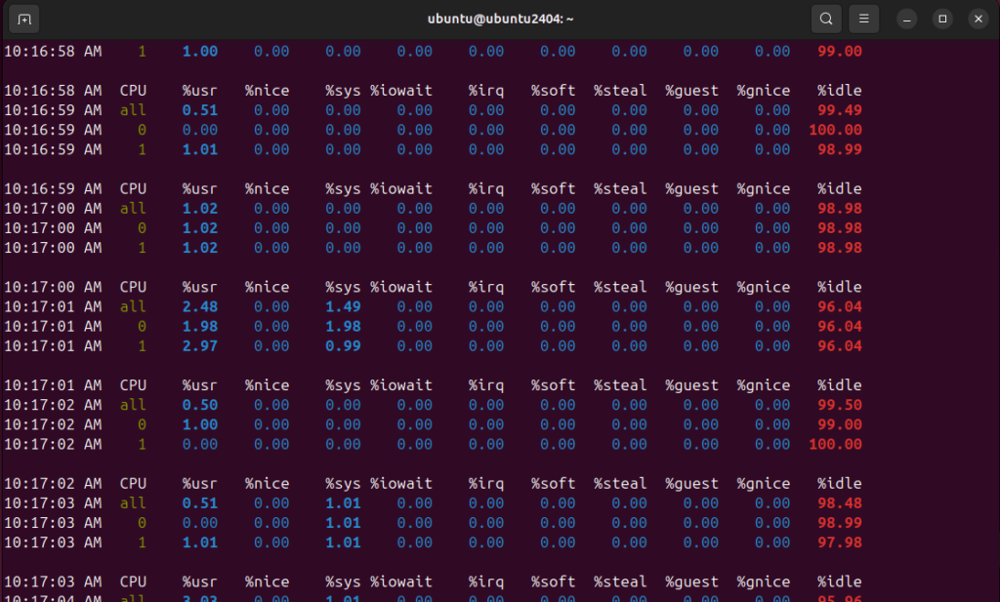 ubuntu@ubuntu2404: ~
10:16:58 AM 1 1.00 0.00 0.00 0.00 0.00 0.00 0.00 0.00 0.00 99.00
10:16:58 AM CPU %usr %nice %sys %iowait %irq %soft %steal %guest %gnice %idle
10:16:59 AM all 0.51 0.00 0.00 0.00 0.00 0.00 0.00 0.00 0.00 99.49
10:16:59 AM 0 0.00 0.00 0.00 0.00 0.00 0.00 0.00 0.00 0.00 100.00
10:16:59 AM 1 1.01 0.00 0.00 0.00 0.00 0.00 0.00 0.00 0.00 98.99
10:16:59 AM CPU %usr %nice %sys %iowait %irq %soft %steal %guest %gnice %idle
10:17:00 AM all 1.02 0.00 0.00 0.00 0.00 0.00 0.00 0.00 0.00 98.98
10:17:00 AM 0 1.02 0.00 0.00 0.00 0.00 0.00 0.00 0.00 0.00 98.98
10:17:00 AM 1 1.02 0.00 0.00 0.00 0.00 0.00 0.00 0.00 0.00 98.98
10:17:00 AM CPU %usr %nice %sys %iowait %irq %soft %steal %guest %gnice %idle
10:17:01 AM all 2.48 0.00 1.49 0.00 0.00 0.00 0.00 0.00 0.00 96.04
10:17:01 AM 0 1.98 0.00 1.98 0.00 0.00 0.00 0.00 0.00 0.00 96.04
10:17:01 AM 1 2.97 0.00 0.99 0.00 0.00 0.00 0.00 0.00 0.00 96.04
10:17:01 AM CPU %usr %nice %sys %iowait %irq %soft %steal %guest %gnice %idle
10:17:02 AM all 0.50 0.00 0.00 0.00 0.00 0.00 0.00 0.00 0.00 99.50
10:17:02 AM 0 1.00 0.00 0.00 0.00 0.00 0.00 0.00 0.00 0.00 99.00
10:17:02 AM 1 0.00 0.00 0.00 0.00 0.00 0.00 0.00 0.00 0.00 100.00
10:17:02 AM CPU %usr %nice %sys %iowait %irq %soft %steal %guest %gnice %idle
10:17:03 AM all 0.51 0.00 1.01 0.00 0.00 0.00 0.00 0.00 0.00 98.48
10:17:03 AM 0 0.00 0.00 1.01 0.00 0.00 0.00 0.00 0.00 0.00 98.99
10:17:03 AM 1 1.01 0.00 1.01 0.00 0.00 0.00 0.00 0.00 0.00 97.98
10:17:03 AM CPU %usr %nice %sys %iowait %irq %soft %steal %guest %gnice %idle
10:17:04 AM all 3.03 0.00 1.01 0.00 0.00 0.00 0.00 0.00 0.00 95.96